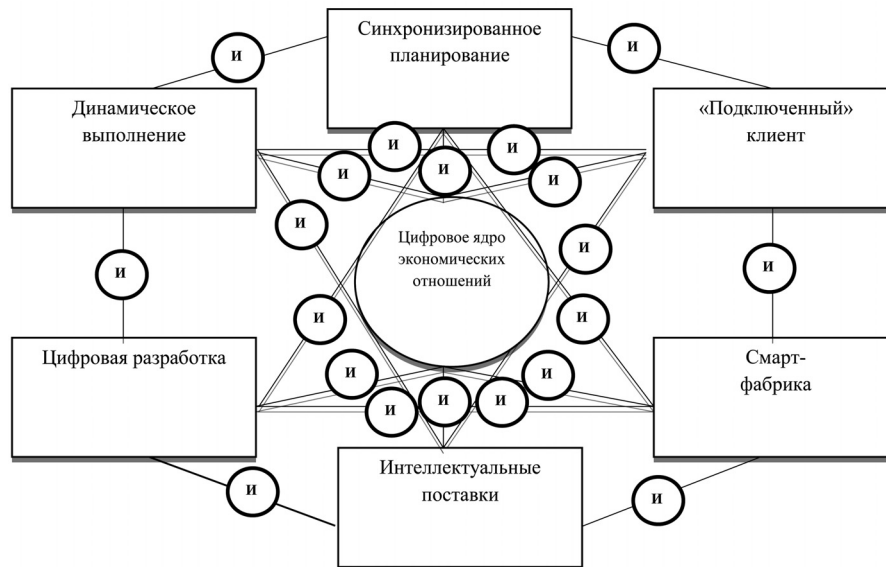 Синхронизированное
планирование
И
И
Динамическое
выполнение
«Подключенный»
клиент
И
И
И
И
И
И
И
Цифровое ядро
экономических
отношений
И
И
И
И
Цифровая разработка
Смарт-
фабрика
И
И
И
И
И
Интеллектуальные
поставки
И
И